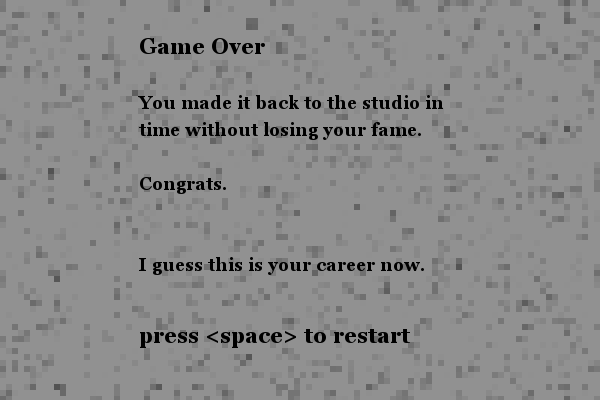 Game Over
You made it back to the studio in
time without losing your fame.
Congrats.
I guess this is your career now.
press <space> to restart